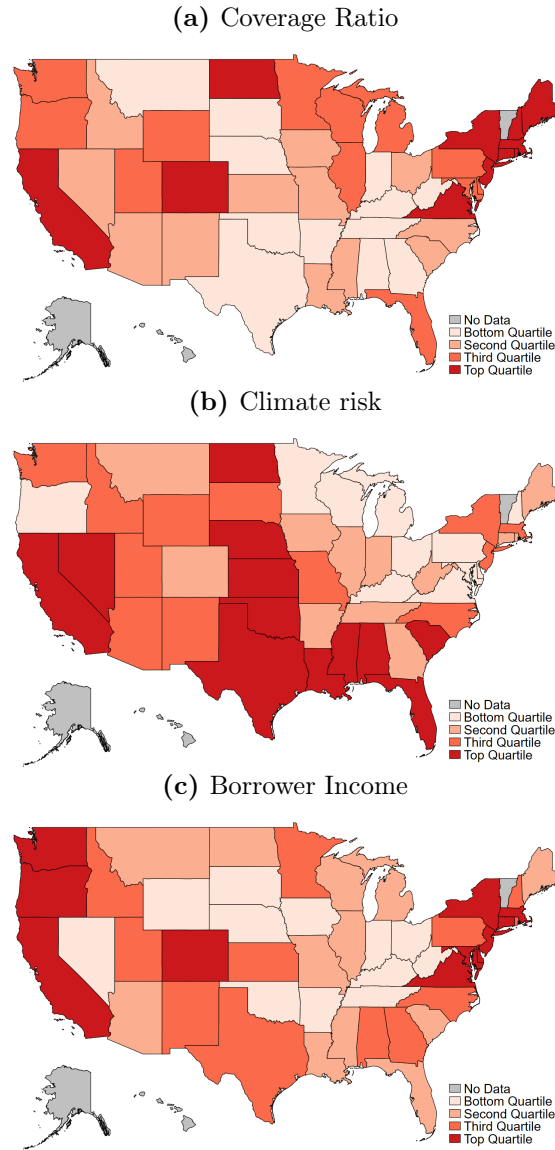 (a) Coverage Ratio
No Data
Bottom Quartile
Second Quartile
Third Quartile
Top Quartile
(b) Climate risk
No Data
Bottom Quartile
Second Quartile
Third Quartile
Top Quartile
(c) Borrower Income
No Data
Bottom Quartile
Second Quartile
Third Quartile
Top Quartile